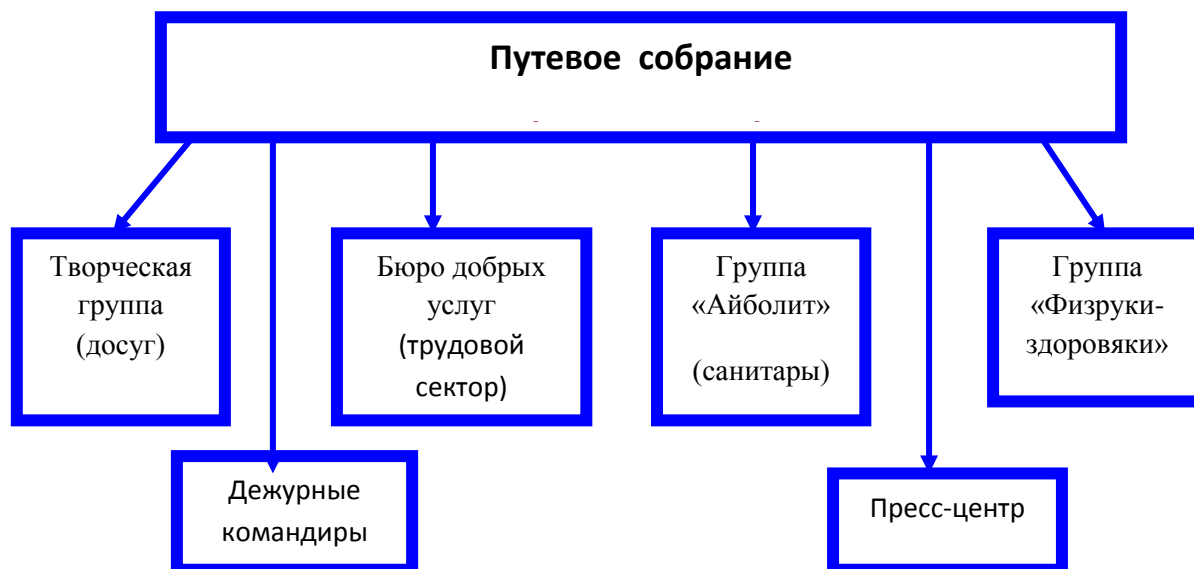 Путевое собрание
Творческая
группа
(досуг)
Бюро добрых
услуг
(трудовой
сектор)
Группа
«Айболит»
(санитары)
Группа
«Физруки-
здоровяки»
Дежурные
командиры
Пресс-центр